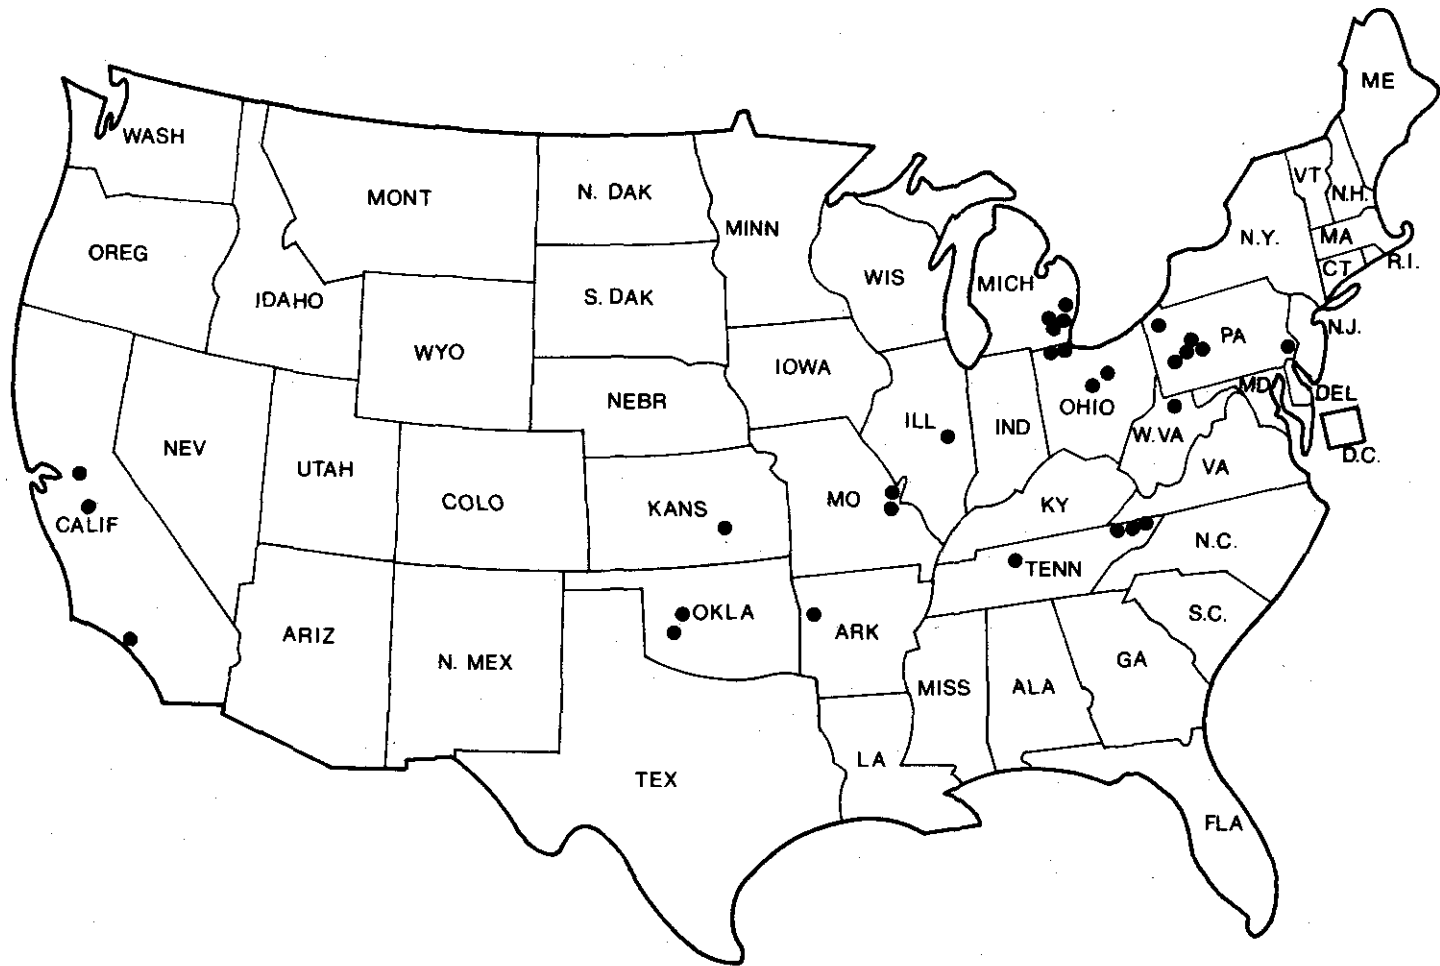 ME
WASH
VT
N.H.
MONT
N. DAK
MINN
N.Y.
MA
OREG
CT
R.I.
WIS
MICH
S. DAK
IDAHO
N.J.
PA
WYO
IOWA
MD
DEL
NEBR
OHIO
ILL
IND
W.VA
D.C.
NEV
UTAH
VA
COLO
MO
KANS
KY
CALIF
N.C.
TENN
OKLA
S.C.
ARK
ARIZ
N. MEX
GA
MISS
ALA
LA
TEX
FLA